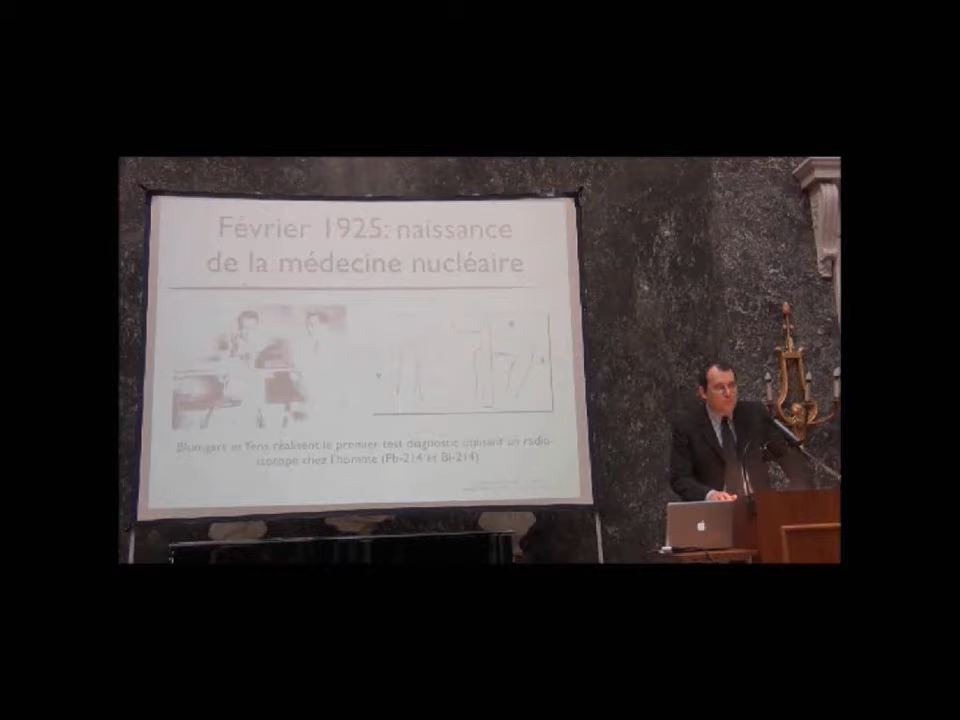 Février 1925: naissance
de la médecine nucléaire
Blumgart et Yens réalisent le premier test diagnostic utilisant un radio-
isotope chez l'homme (Pb-214 et Bi-214)